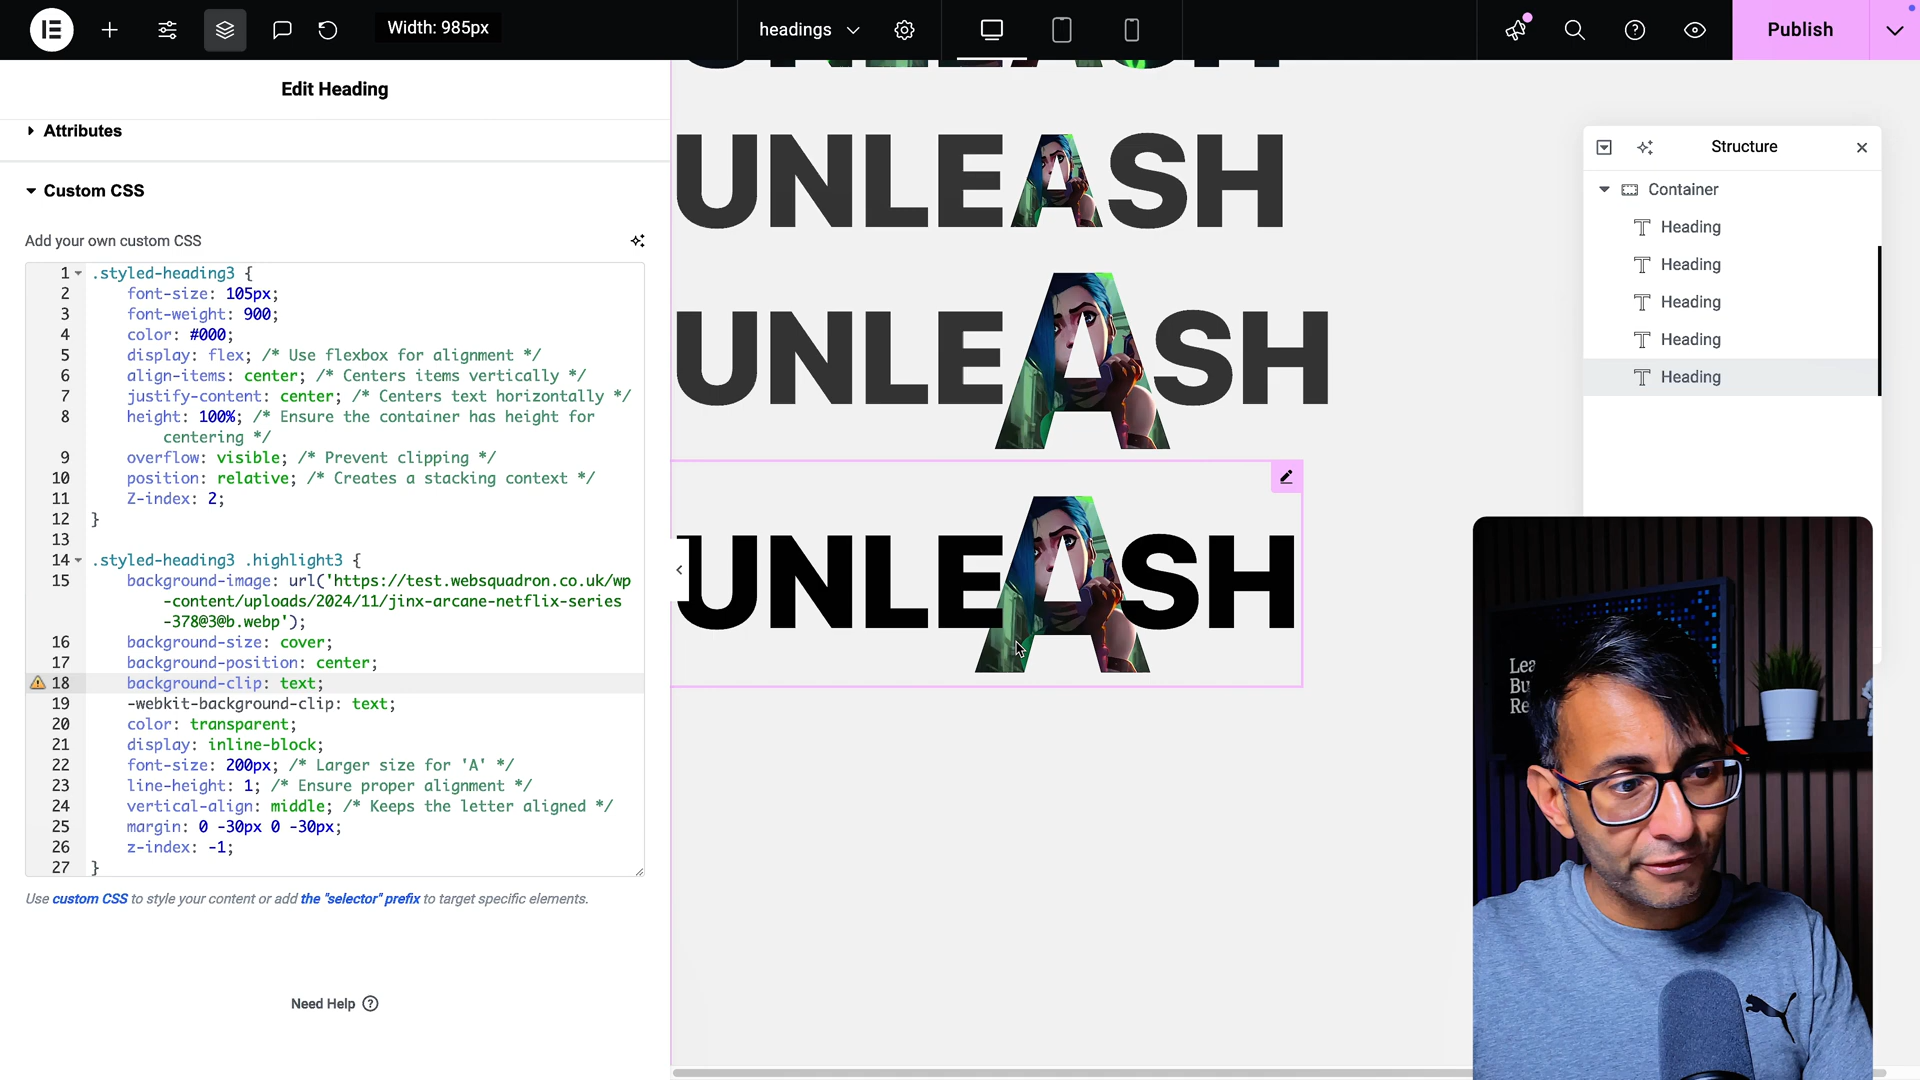 Width: 985px
headings
Publish
Edit Heading
Attributes
Custom CSS
Add your own custom CSS
1 .styled-heading3 {
2 font-size: 105px;
3 font-weight: 900;
4 color: #000;
5 display: flex; /* Use flexbox for alignment */
6 align-items: center; /* Centers items vertically */
7 justify-content: center; /* Centers text horizontally */
8 height: 100%; /* Ensure the container has height for
centering */
9 overflow: visible; /* Prevent clipping */
10 position: relative; /* Creates a stacking context */
11 Z-index: 2;
12 }
13
14 .styled-heading3 .highlight3 {
15 background-image: url('https://test.websquadron.co.uk/wp
-content/uploads/2024/11/jinx-arcane-netflix-series
-378@3@b.webp');
16 background-size: cover;
17 background-position: center;
18 background-clip: text;
19 -webkit-background-clip: text;
20 color: transparent;
21 display: inline-block;
22 font-size: 200px; /* Larger size for 'A' */
23 line-height: 1; /* Ensure proper alignment */
24 vertical-align: middle; /* Keeps the letter aligned */
25 margin: 0 -30px 0 -30px;
26 z-index: -1;
27 }
Use custom CSS to style your content or add the "selector" prefix to target specific elements.
Need Help
UNLEASH
UNLEASH
UNLEASH
UNLEASH
Structure
Container
Heading
Heading
Heading
Heading
Heading